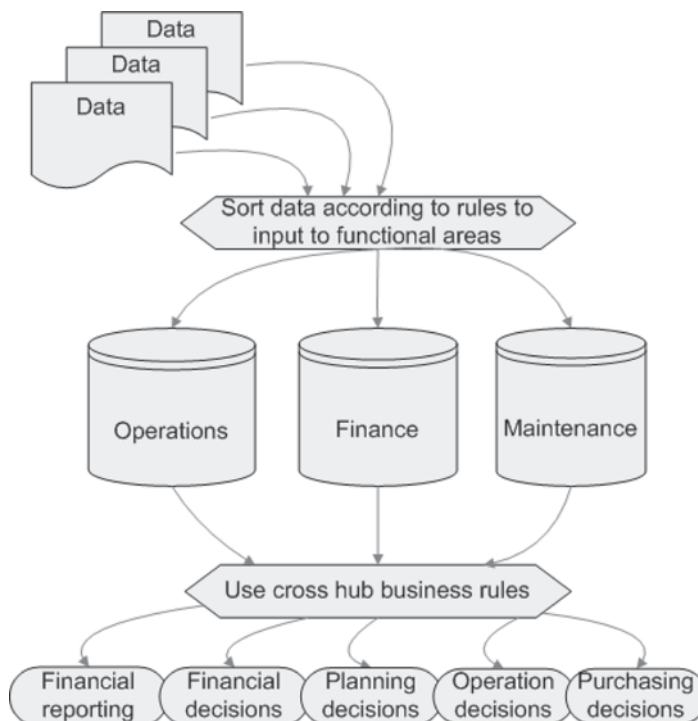 Data
Data
Data
Sort data according to rules to
input to functional areas
Operations
Finance
Maintenance
Use cross hub business rules
Financial
reporting
Financial
decisions
Planning
decisions
Operation
decisions
Purchasing
decisions